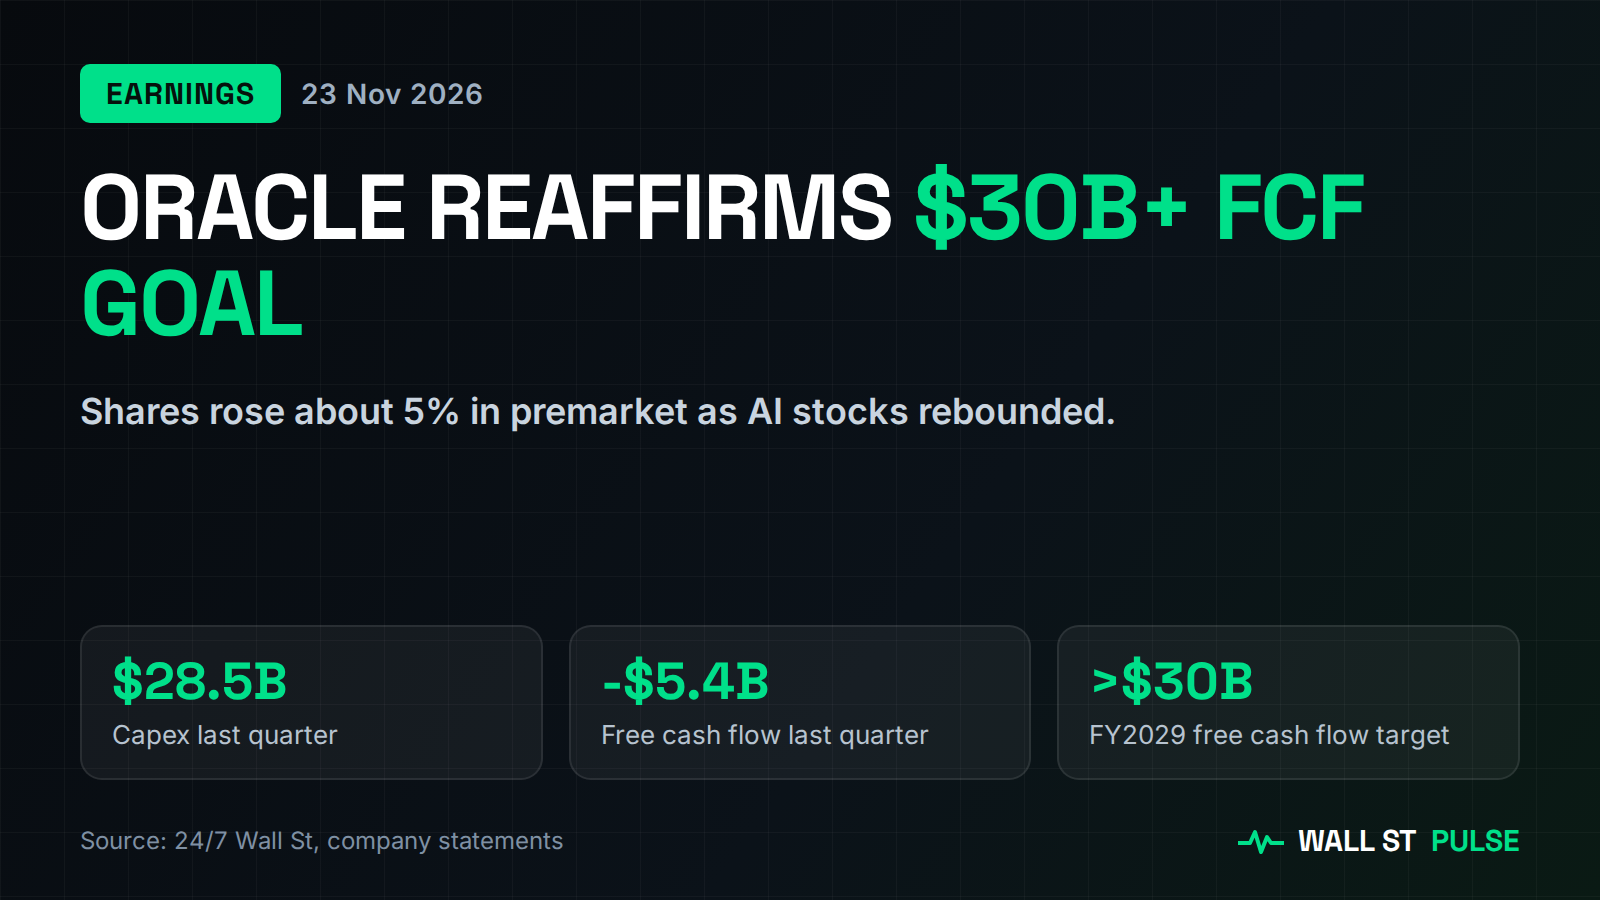 EARNINGS 23 Nov 2026
ORACLE REAFFIRMS $30B+ FCF
GOAL
Shares rose about 5% in premarket as AI stocks rebounded.
$28.5B
Capex last quarter
-$5.4B
Free cash flow last quarter
>$30B
FY2029 free cash flow target
Source: 24/7 Wall St, company statements
WALL ST PULSE